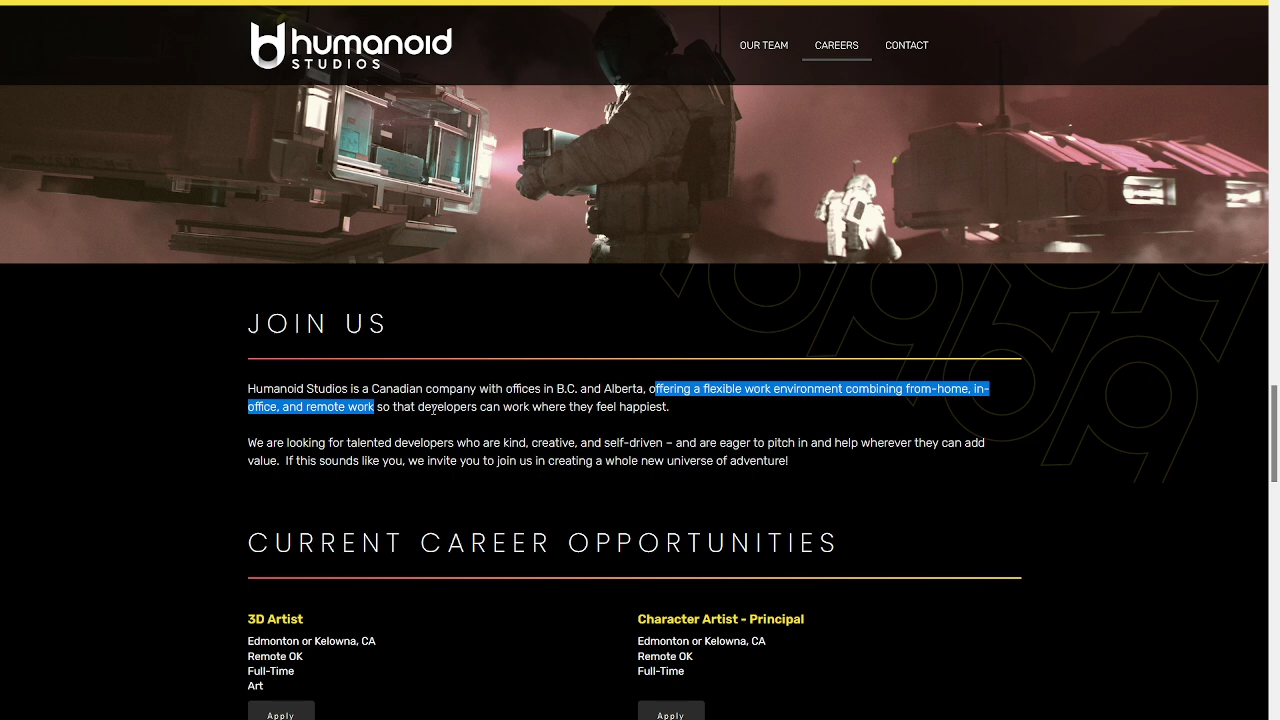 humanoid
STUDIOS
OUR TEAM CAREERS CONTACT
JOIN US
Humanoid Studios is a Canadian company with offices in B.C. and Alberta, offering a flexible work environment combining from-home, in-
office, and remote work so that developers can work where they feel happiest.
We are looking for talented developers who are kind, creative, and self-driven – and are eager to pitch in and help wherever they can add
value.  If this sounds like you, we invite you to join us in creating a whole new universe of adventure!
CURRENT CAREER OPPORTUNITIES
3D Artist
Edmonton or Kelowna, CA
Remote OK
Full-Time
Art
Apply
Character Artist - Principal
Edmonton or Kelowna, CA
Remote OK
Full-Time
Apply